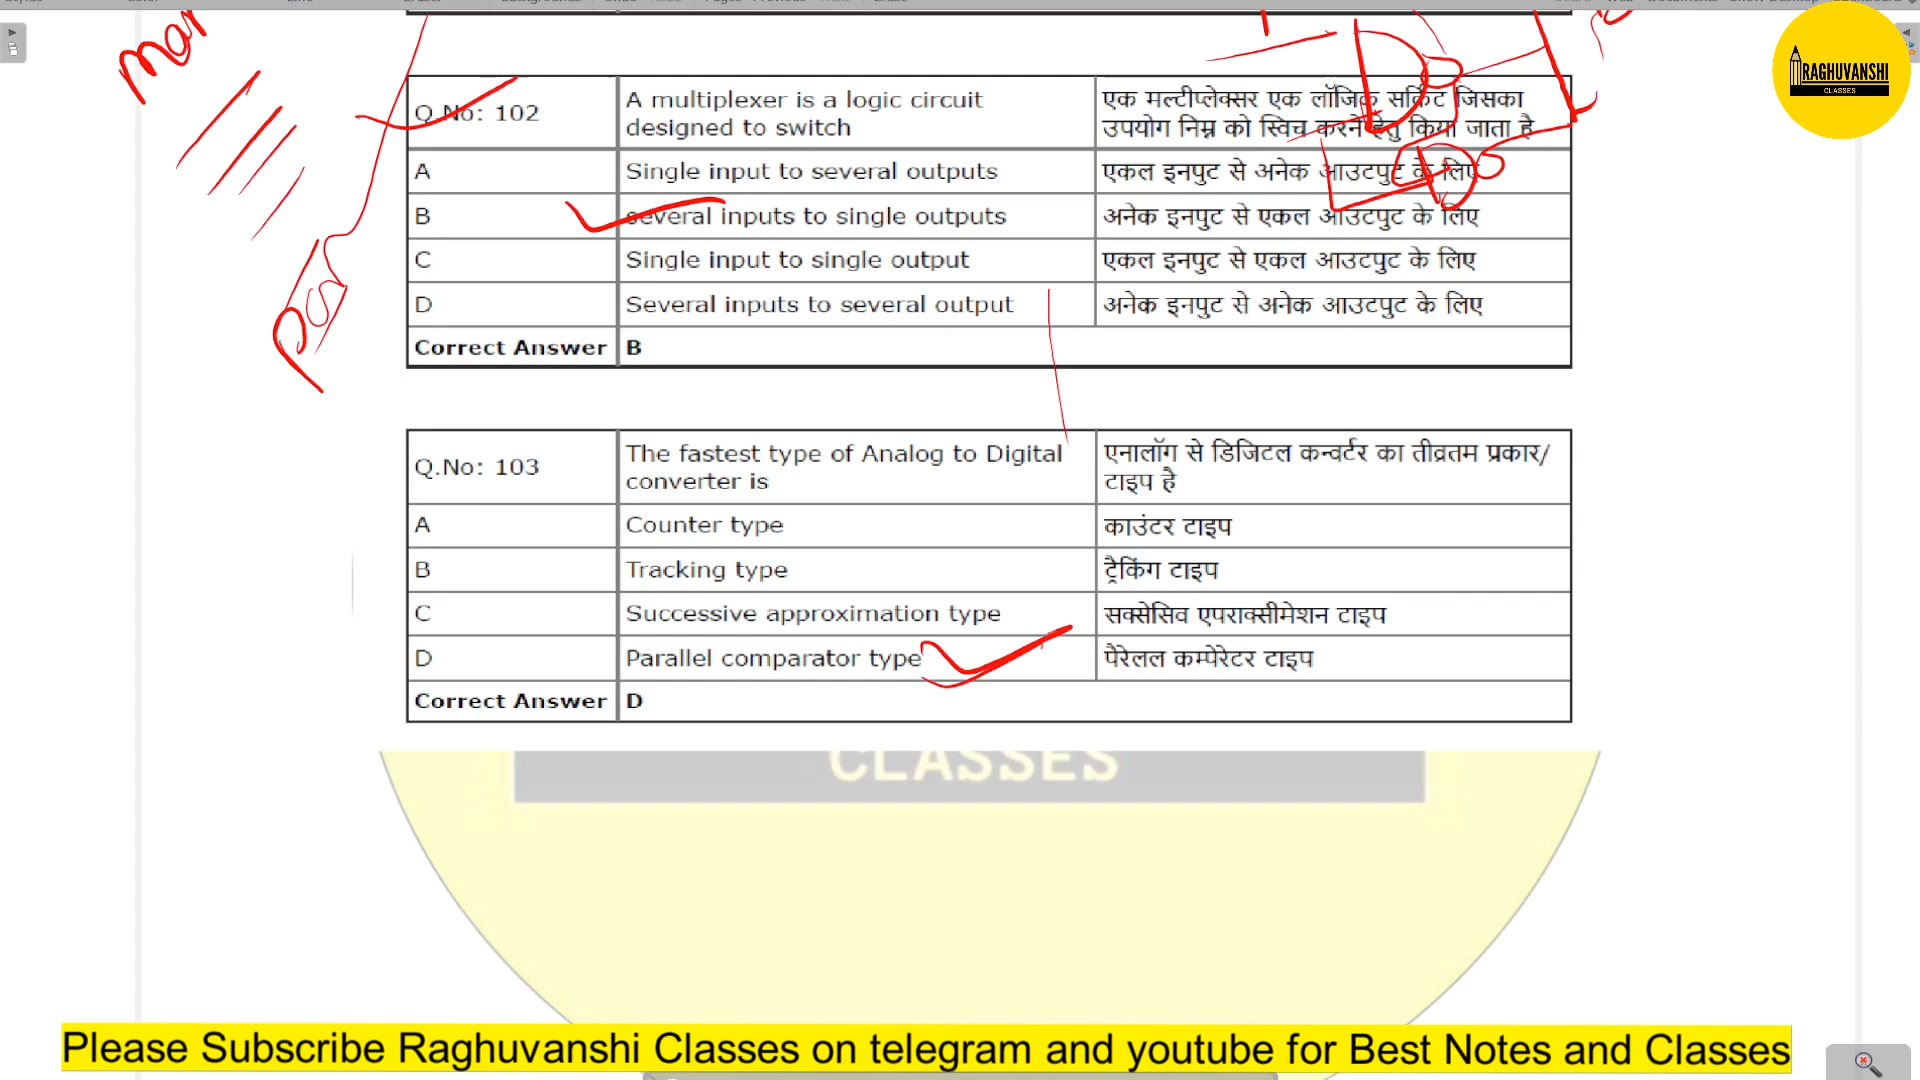 RAGHUVANSHI
CLASSES
Mar
Par
Q.No: 102
A multiplexer is a logic circuit
designed to switch
एक मल्टीप्लेक्सर एक लॉजिक सर्किट जिसका
उपयोग निम्न को स्विच करने हेतु किया जाता है
A
Single input to several outputs
एकल इनपुट से अनेक आउटपुट के लिए
B
several inputs to single outputs
अनेक इनपुट से एकल आउटपुट के लिए
C
Single input to single output
एकल इनपुट से एकल आउटपुट के लिए
D
Several inputs to several output
अनेक इनपुट से अनेक आउटपुट के लिए
Correct Answer
B
Q.No: 103
The fastest type of Analog to Digital
converter is
एनालॉग से डिजिटल कन्वर्टर का तीव्रतम प्रकार/
टाइप है
A
Counter type
काउंटर टाइप
B
Tracking type
ट्रैकिंग टाइप
C
Successive approximation type
सक्सेसिव एपराक्सीमेशन टाइप
D
Parallel comparator type
पैरेलल कम्पेरेटर टाइप
Correct Answer
D
CLASSES
Please Subscribe Raghuvanshi Classes on telegram and youtube for Best Notes and Classes